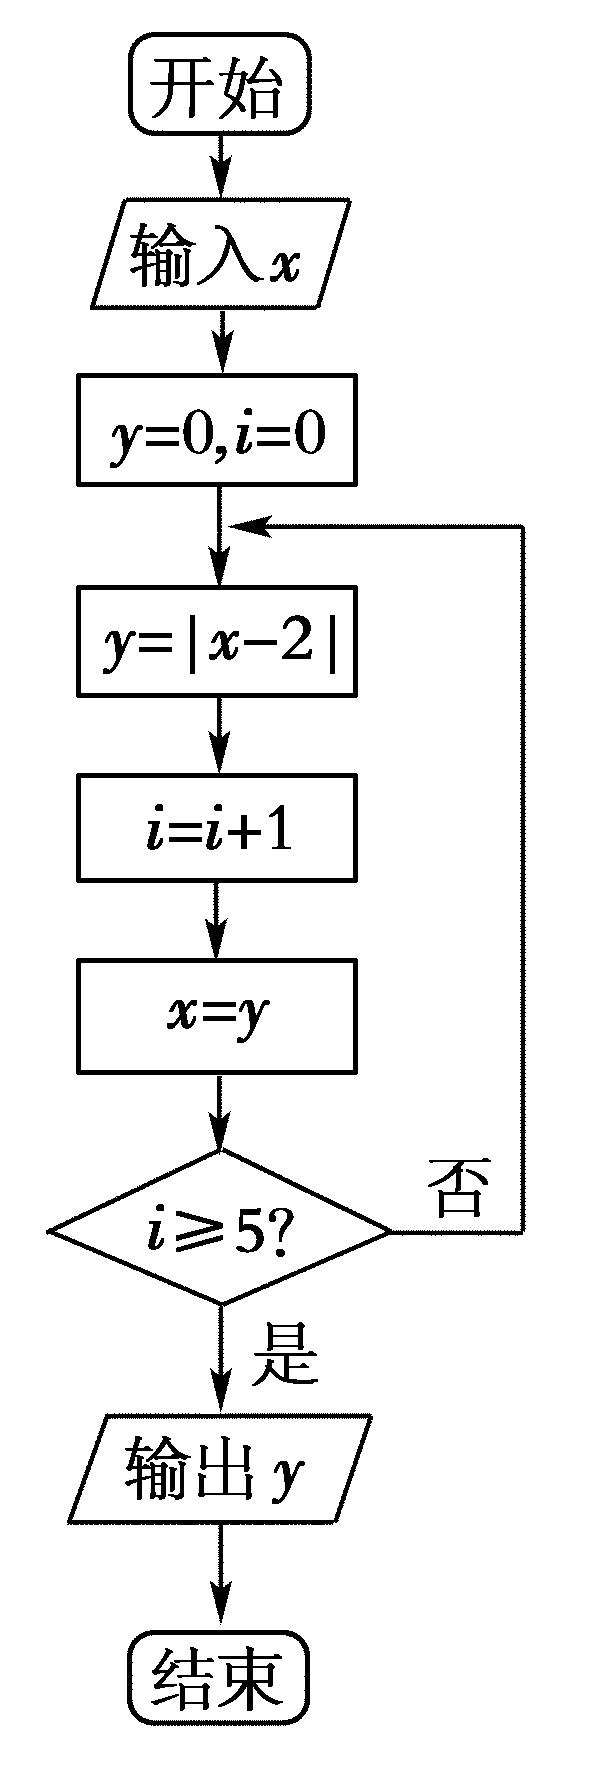 开始
输入x
y=0,i=0
y=|x-2|
i=i+1
x=y
i≥5?
否
是
输出y
结束